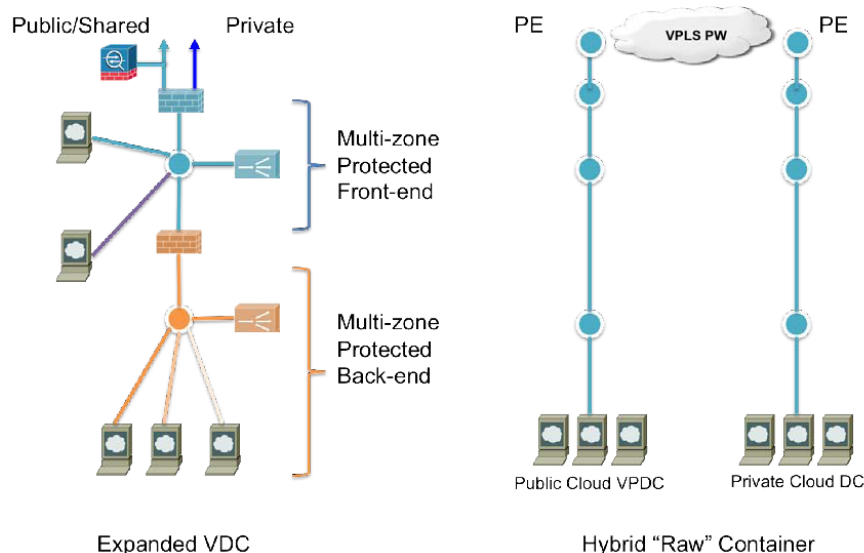 Public/Shared
Private
Multi-zone
Protected
Front-end
Multi-zone
Protected
Back-end
Expanded VDC
PE
VPLS PW
PE
Public Cloud VPDC
Private Cloud DC
Hybrid “Raw” Container